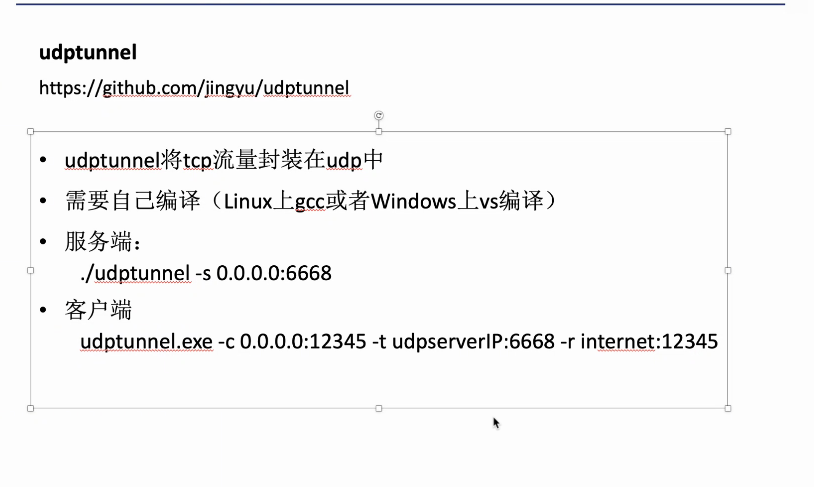 udptunnel
https://github.com/jingyu/udptunnel
• udptunnel将tcp流量封装在udp中
• 需要自己编译（Linux上gcc或者Windows上vs编译）
• 服务端：
./udptunnel -s 0.0.0.0:6668
• 客户端
udptunnel.exe -c 0.0.0.0:12345 -t udpserverIP:6668 -r internet:12345